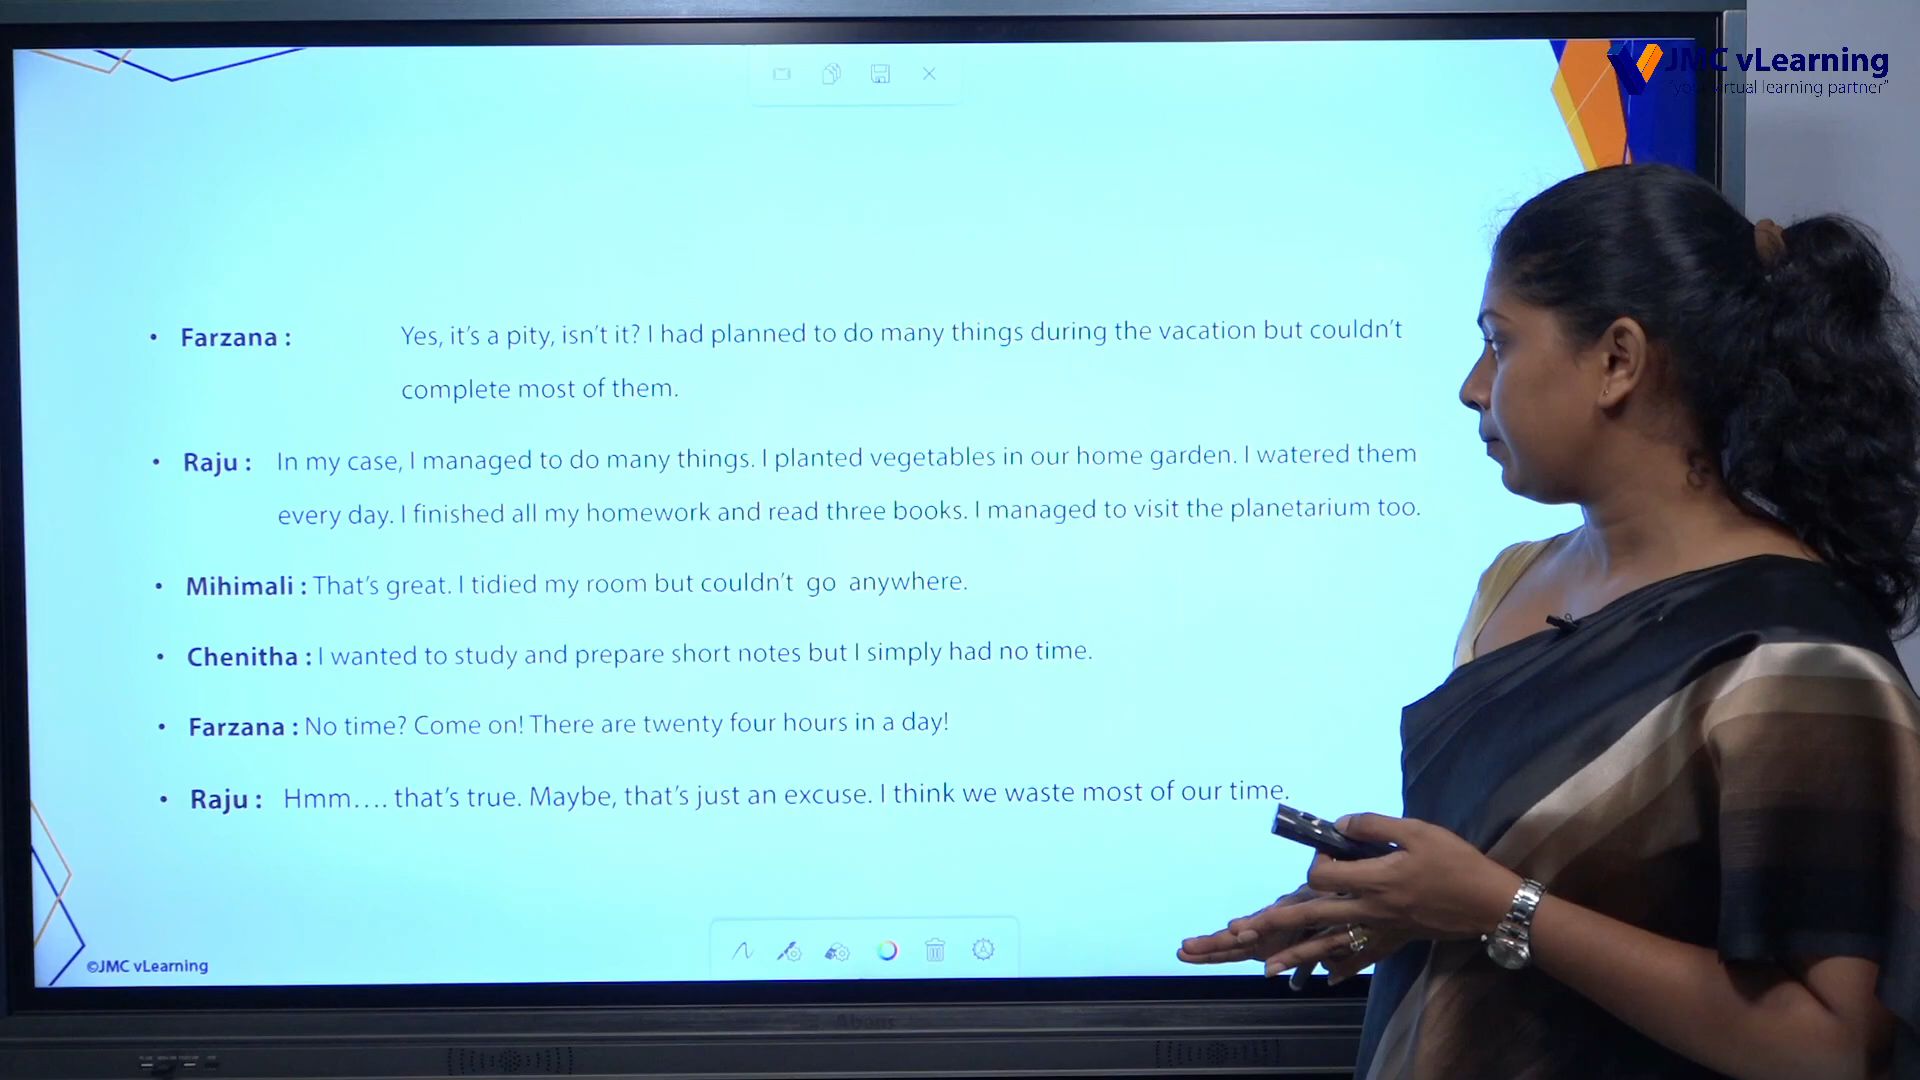 JMC vLearning
"your virtual learning partner"
• Farzana : Yes, it's a pity, isn't it? I had planned to do many things during the vacation but couldn't
complete most of them.
• Raju : In my case, I managed to do many things. I planted vegetables in our home garden. I watered them
every day. I finished all my homework and read three books. I managed to visit the planetarium too.
• Mihimali : That's great. I tidied my room but couldn't go anywhere.
• Chenitha : I wanted to study and prepare short notes but I simply had no time.
• Farzana : No time? Come on! There are twenty four hours in a day!
• Raju : Hmm.... that's true. Maybe, that's just an excuse. I think we waste most of our time.
©JMC vLearning
Abans